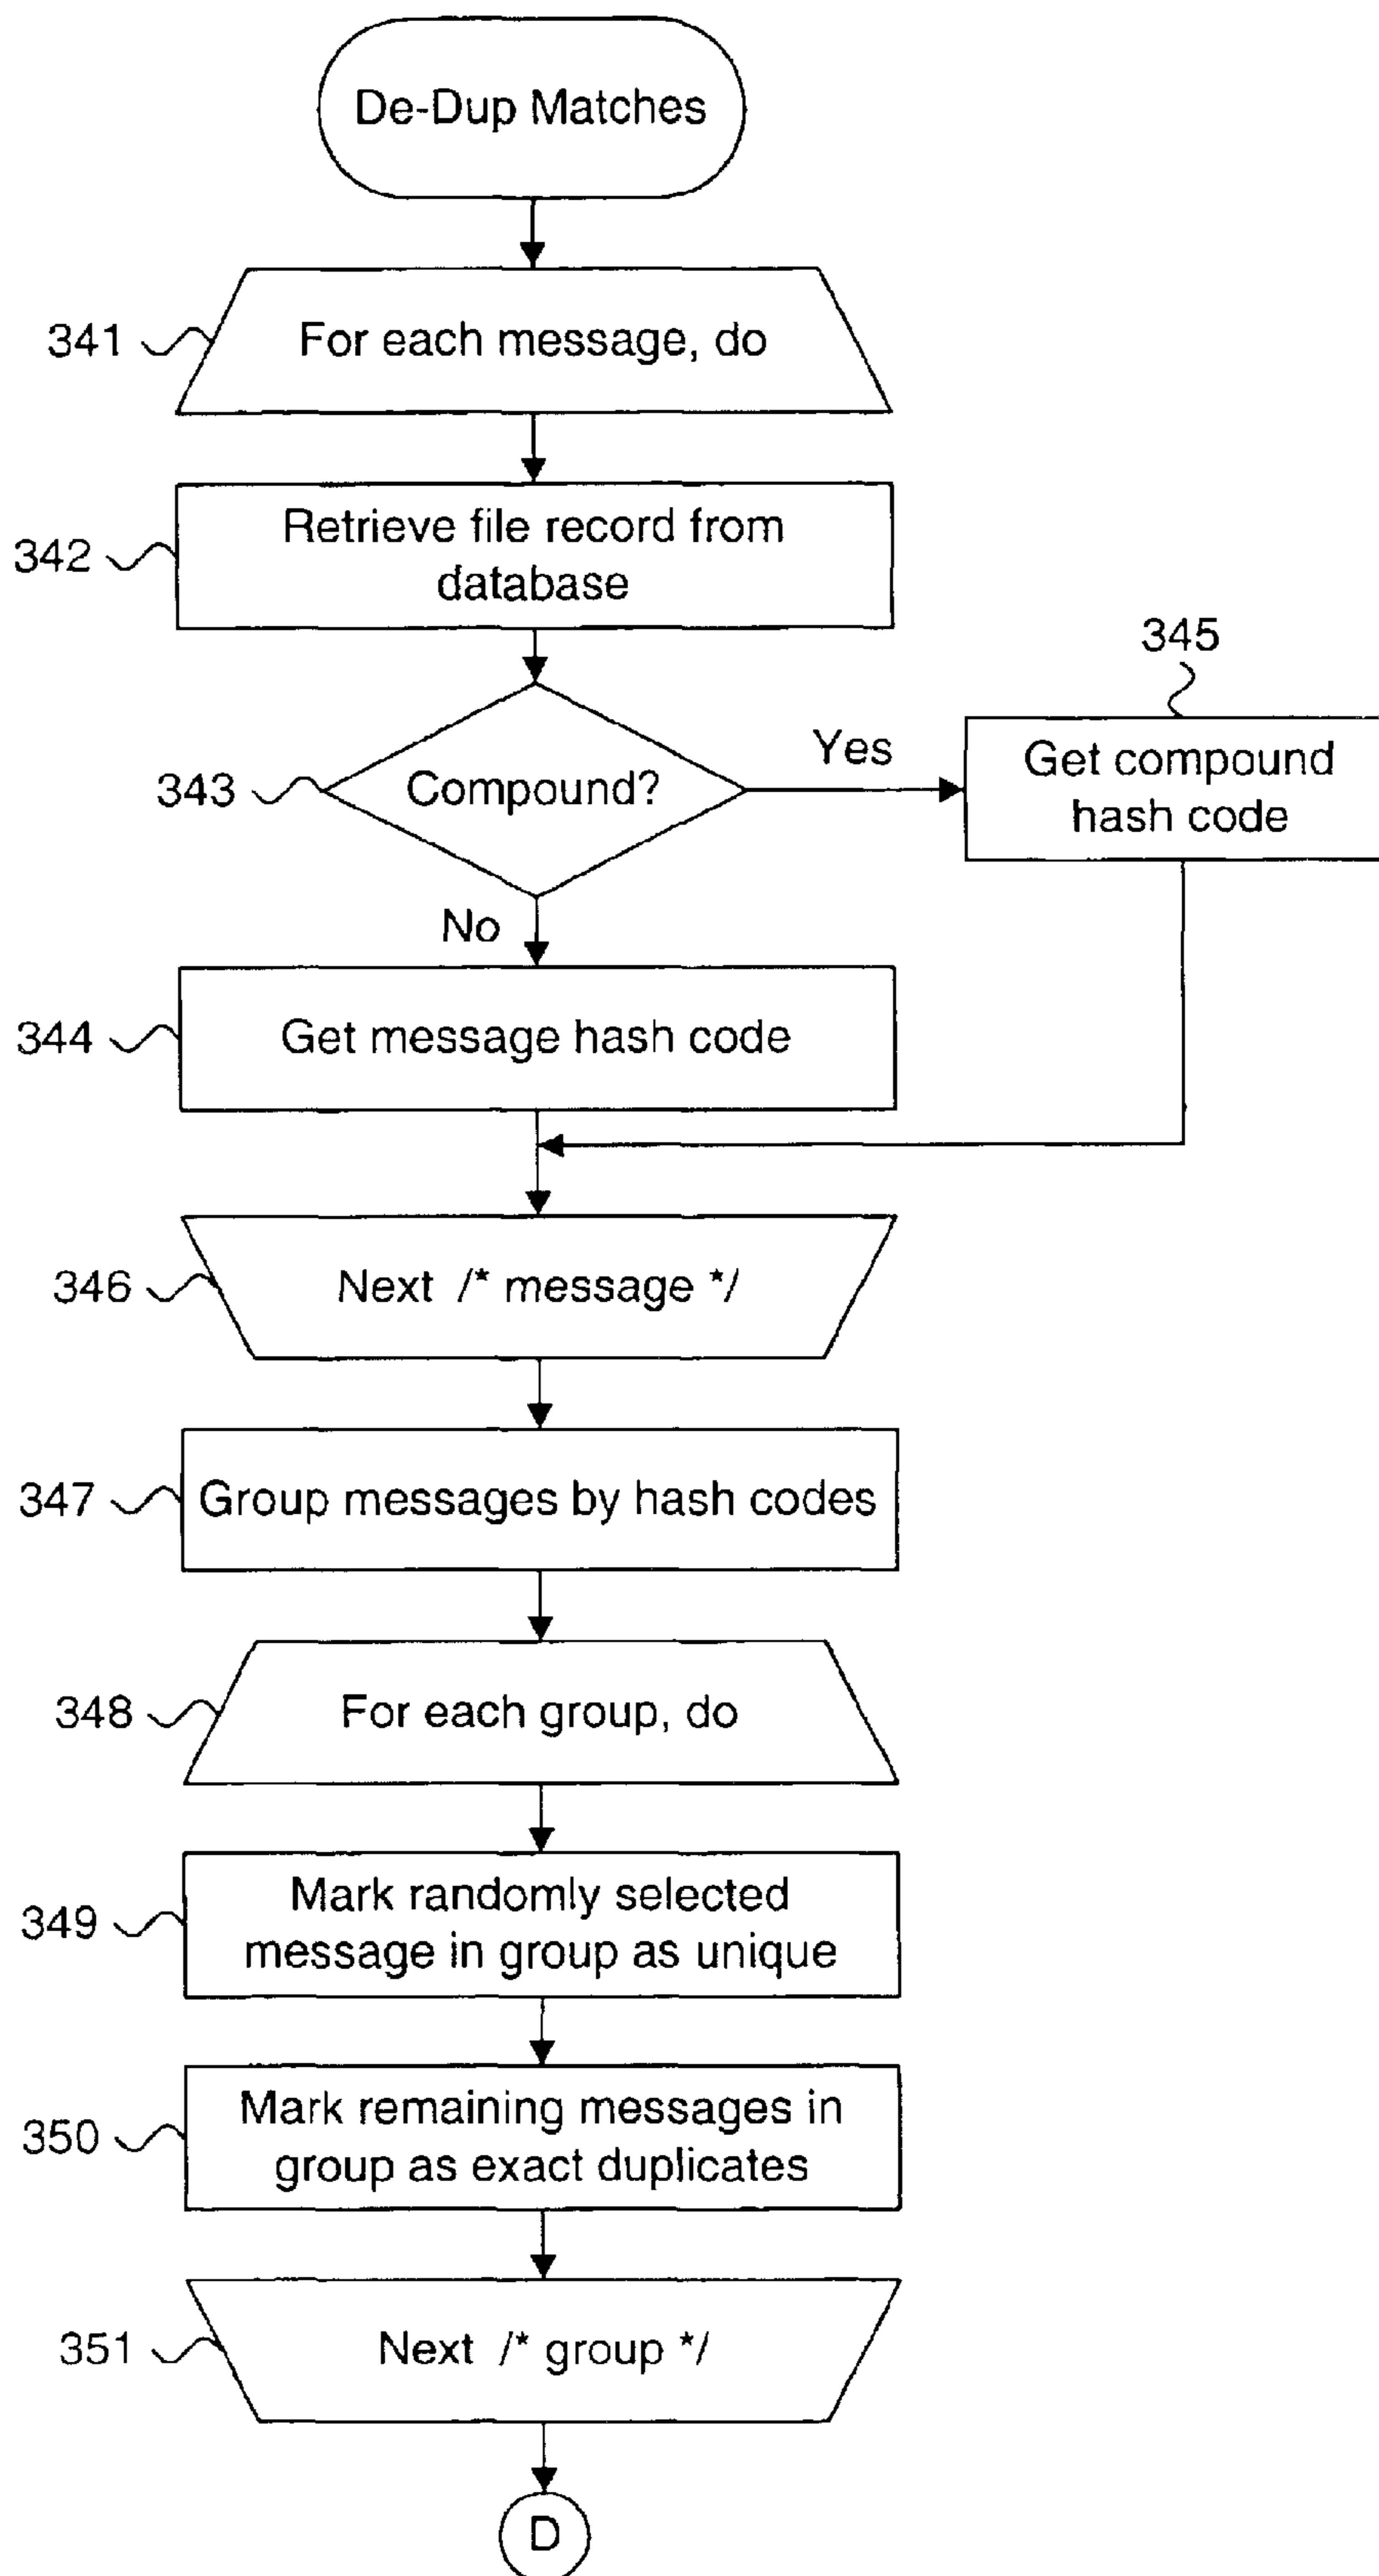 De-Dup Matches
341
For each message, do
342
Retrieve file record from
database
345
343
Compound?
Yes
Get compound
hash code
No
344
Get message hash code
346
Next /* message */
347
Group messages by hash codes
348
For each group, do
349
Mark randomly selected
message in group as unique
350
Mark remaining messages in
group as exact duplicates
351
Next /* group */
D